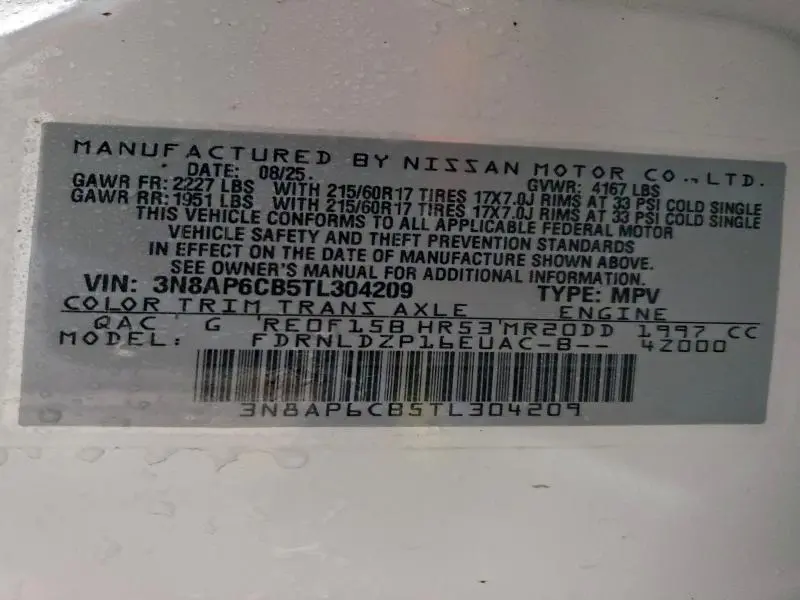 MANUFACTURED BY NISSAN MOTOR CO., LTD.
DATE: 08/25. GVWR: 4167 LBS
GAWR FR: 2227 LBS WITH 215/60R17 TIRES 17X7.0J RIMS AT 33 PSI COLD SINGLE
GAWR RR: 1951 LBS WITH 215/60R17 TIRES 17X7.0J RIMS AT 33 PSI COLD SINGLE
THIS VEHICLE CONFORMS TO ALL APPLICABLE FEDERAL MOTOR
VEHICLE SAFETY AND THEFT PREVENTION STANDARDS
IN EFFECT ON THE DATE OF MANUFACTURE SHOWN ABOVE.
SEE OWNER'S MANUAL FOR ADDITIONAL INFORMATION.
VIN: 3N8AP6CB5TL304209 TYPE: MPV
COLOR TRIM TRANS AXLE ENGINE
QAC G RE0F15B HR53 MR20DD 1997 CC
MODEL: FDRNLDZP16EUAC-B-- 4Z000
3N8AP6CB5TL304209